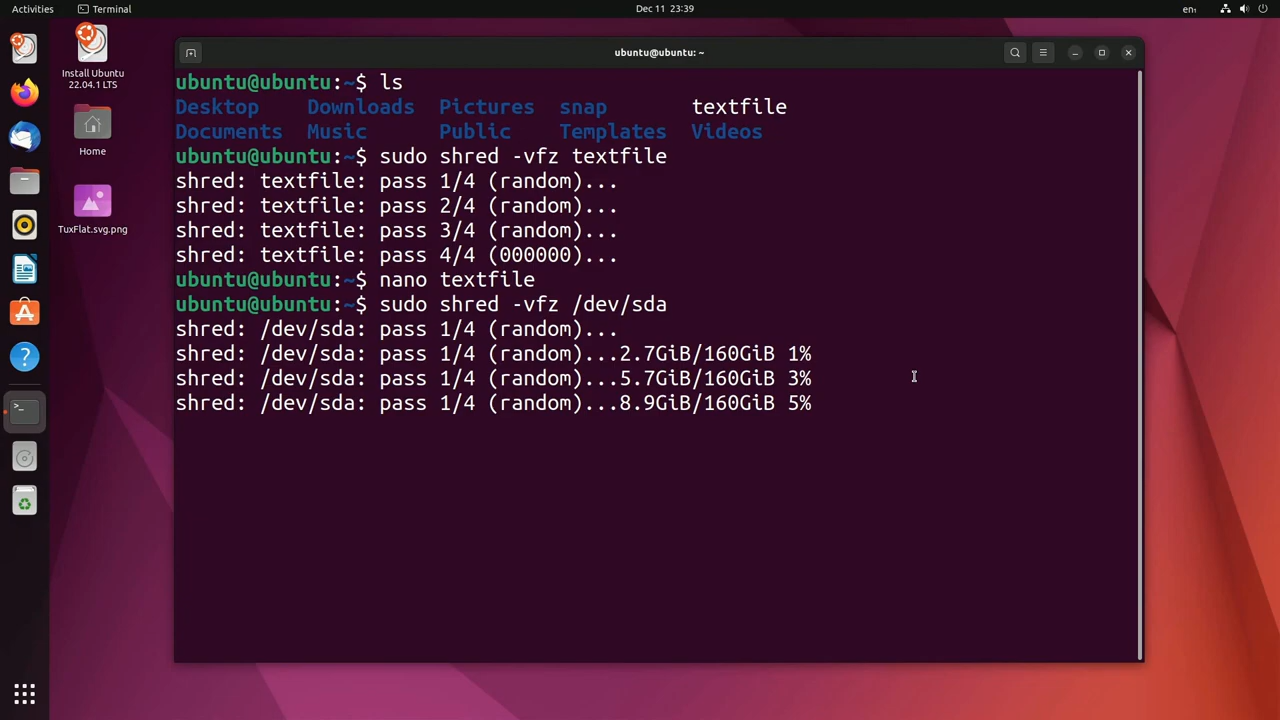 Activities Terminal Dec 11 23:39 en₁
Install Ubuntu
22.04.1 LTS
Home
TuxFlat.svg.png
ubuntu@ubuntu: ~
ubuntu@ubuntu:~$ ls
Desktop Downloads Pictures snap textfile
Documents Music Public Templates Videos
ubuntu@ubuntu:~$ sudo shred -vfz textfile
shred: textfile: pass 1/4 (random)...
shred: textfile: pass 2/4 (random)...
shred: textfile: pass 3/4 (random)...
shred: textfile: pass 4/4 (000000)...
ubuntu@ubuntu:~$ nano textfile
ubuntu@ubuntu:~$ sudo shred -vfz /dev/sda
shred: /dev/sda: pass 1/4 (random)...
shred: /dev/sda: pass 1/4 (random)...2.7GiB/160GiB 1%
shred: /dev/sda: pass 1/4 (random)...5.7GiB/160GiB 3%
shred: /dev/sda: pass 1/4 (random)...8.9GiB/160GiB 5%